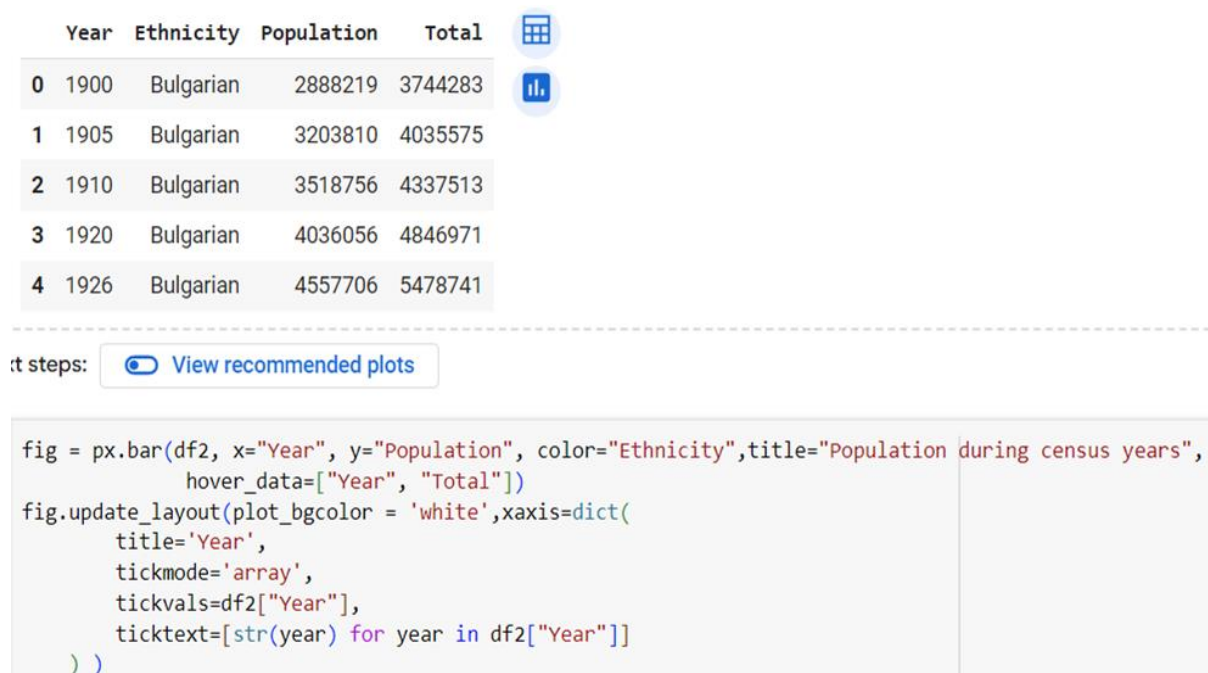 Year Ethnicity Population Total
0 1900 Bulgarian 2888219 3744283
1 1905 Bulgarian 3203810 4035575
2 1910 Bulgarian 3518756 4337513
3 1920 Bulgarian 4036056 4846971
4 1926 Bulgarian 4557706 5478741
t steps: View recommended plots
fig = px.bar(df2, x="Year", y="Population", color="Ethnicity",title="Population during census years",
hover_data=["Year", "Total"])
fig.update_layout(plot_bgcolor = 'white',xaxis=dict(
title='Year',
tickmode='array',
tickvals=df2["Year"],
ticktext=[str(year) for year in df2["Year"]]
) )